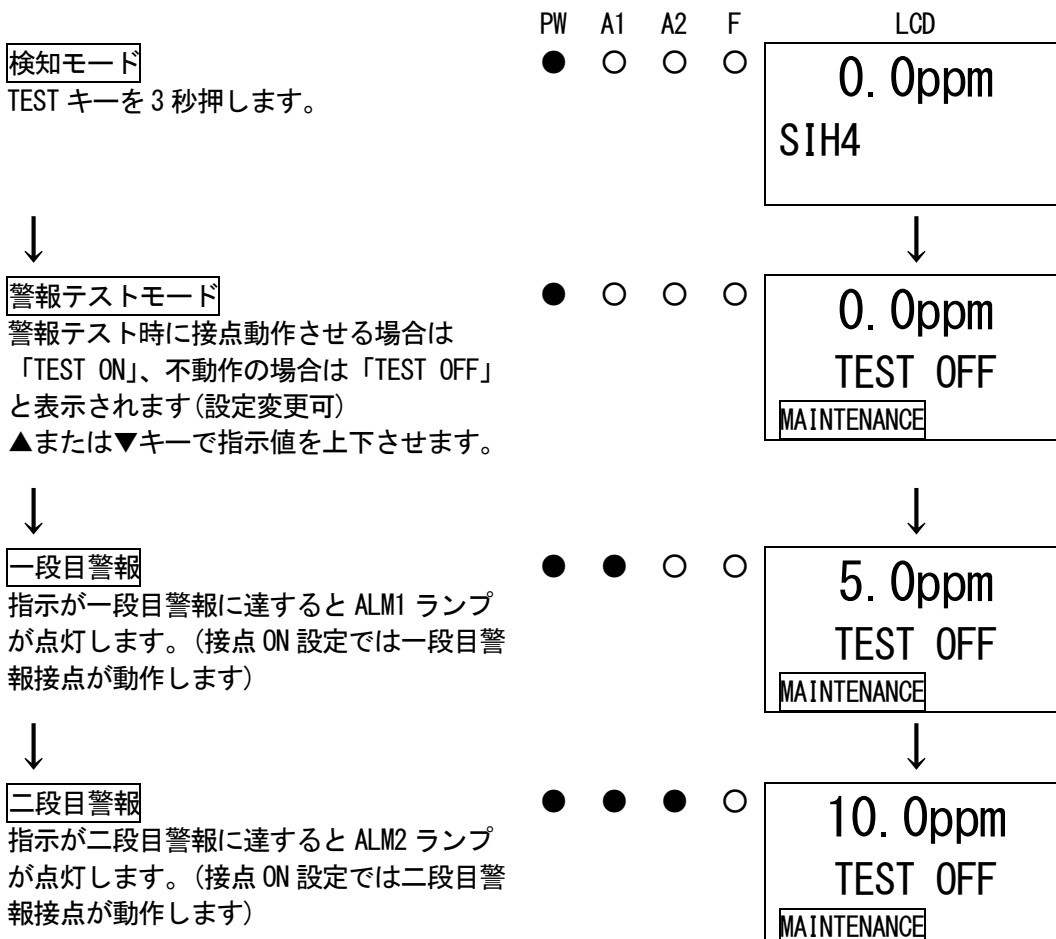 PW A1 A2 F LCD
検知モード ● ○ ○ ○ 0.0ppm
TEST キーを3秒押します。
SIH4
↓ ↓
警報テストモード ● ○ ○ ○ 0.0ppm
警報テスト時に接点動作させる場合は
「TEST ON」、不動作の場合は「TEST OFF」 TEST OFF
と表示されます(設定変更可) MAINTENANCE
▲または▼キーで指示値を上下させます。
↓ ↓
一段目警報 ● ● ○ ○ 5.0ppm
指示が一段目警報に達すると ALM1 ランプ
が点灯します。(接点 ON 設定では一段目警 TEST OFF
報接点が動作します) MAINTENANCE
↓ ↓
二段目警報 ● ● ● ○ 10.0ppm
指示が二段目警報に達すると ALM2 ランプ
が点灯します。(接点 ON 設定では二段目警 TEST OFF
報接点が動作します) MAINTENANCE